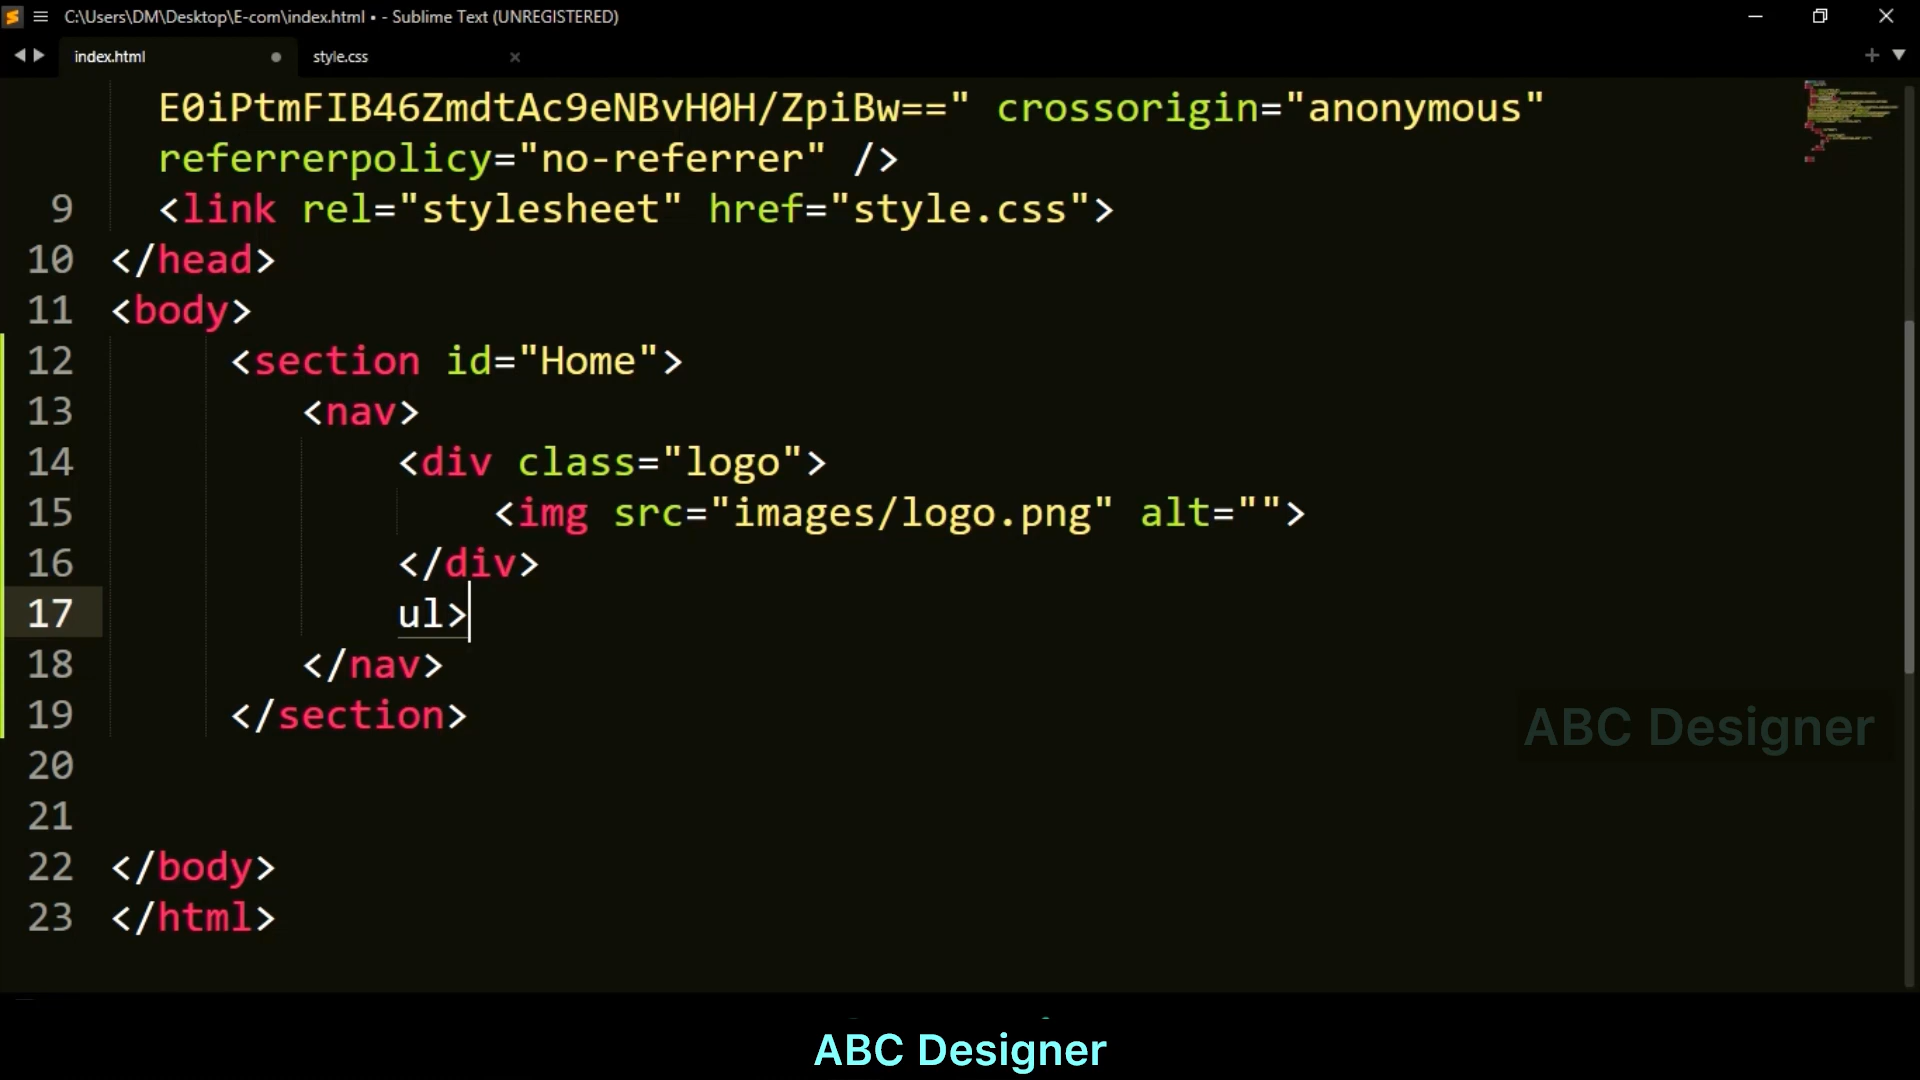 C:\Users\DM\Desktop\E-com\index.html • - Sublime Text (UNREGISTERED)
index.html
style.css
E0iPtmFIB46ZmdtAc9eNBvH0H/ZpiBw==" crossorigin="anonymous"
referrerpolicy="no-referrer" />
9 <link rel="stylesheet" href="style.css">
10 </head>
11 <body>
12 <section id="Home">
13 <nav>
14 <div class="logo">
15 <img src="images/logo.png" alt="">
16 </div>
17 ul>
18 </nav>
19 </section>
ABC Designer
20
21
22 </body>
23 </html>
ABC Designer